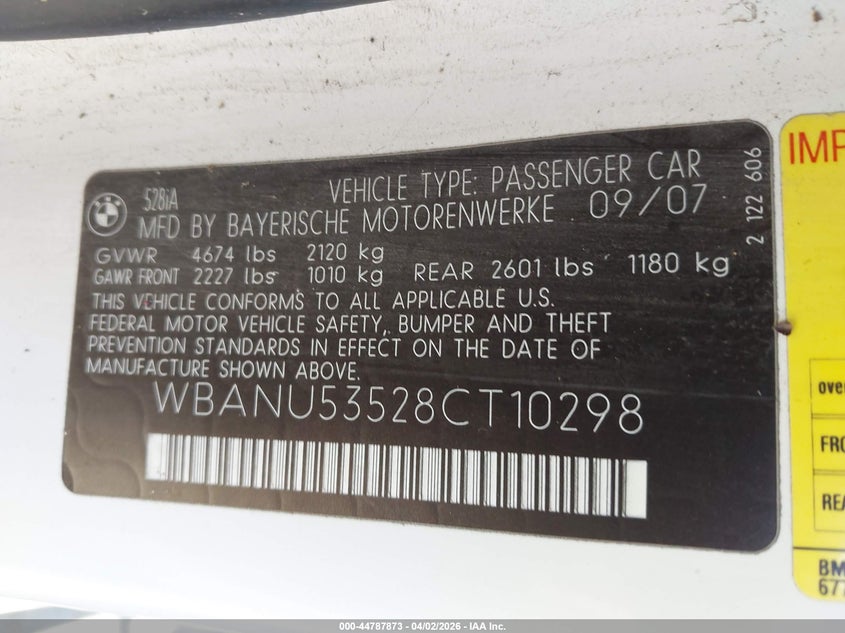 528iA
VEHICLE TYPE: PASSENGER CAR
MFD BY BAYERISCHE MOTORENWERKE 09/07
GVWR 4674 lbs 2120 kg
GAWR FRONT 2227 lbs 1010 kg REAR 2601 lbs 1180 kg
THIS VEHICLE CONFORMS TO ALL APPLICABLE U.S.
FEDERAL MOTOR VEHICLE SAFETY, BUMPER AND THEFT
PREVENTION STANDARDS IN EFFECT ON THE DATE OF
MANUFACTURE SHOWN ABOVE.
WBANU53528CT10298
2 122 606
IMP
over
FRO
REA
BM
677
000-44787873 | 04/02/2026 | IAA Inc.